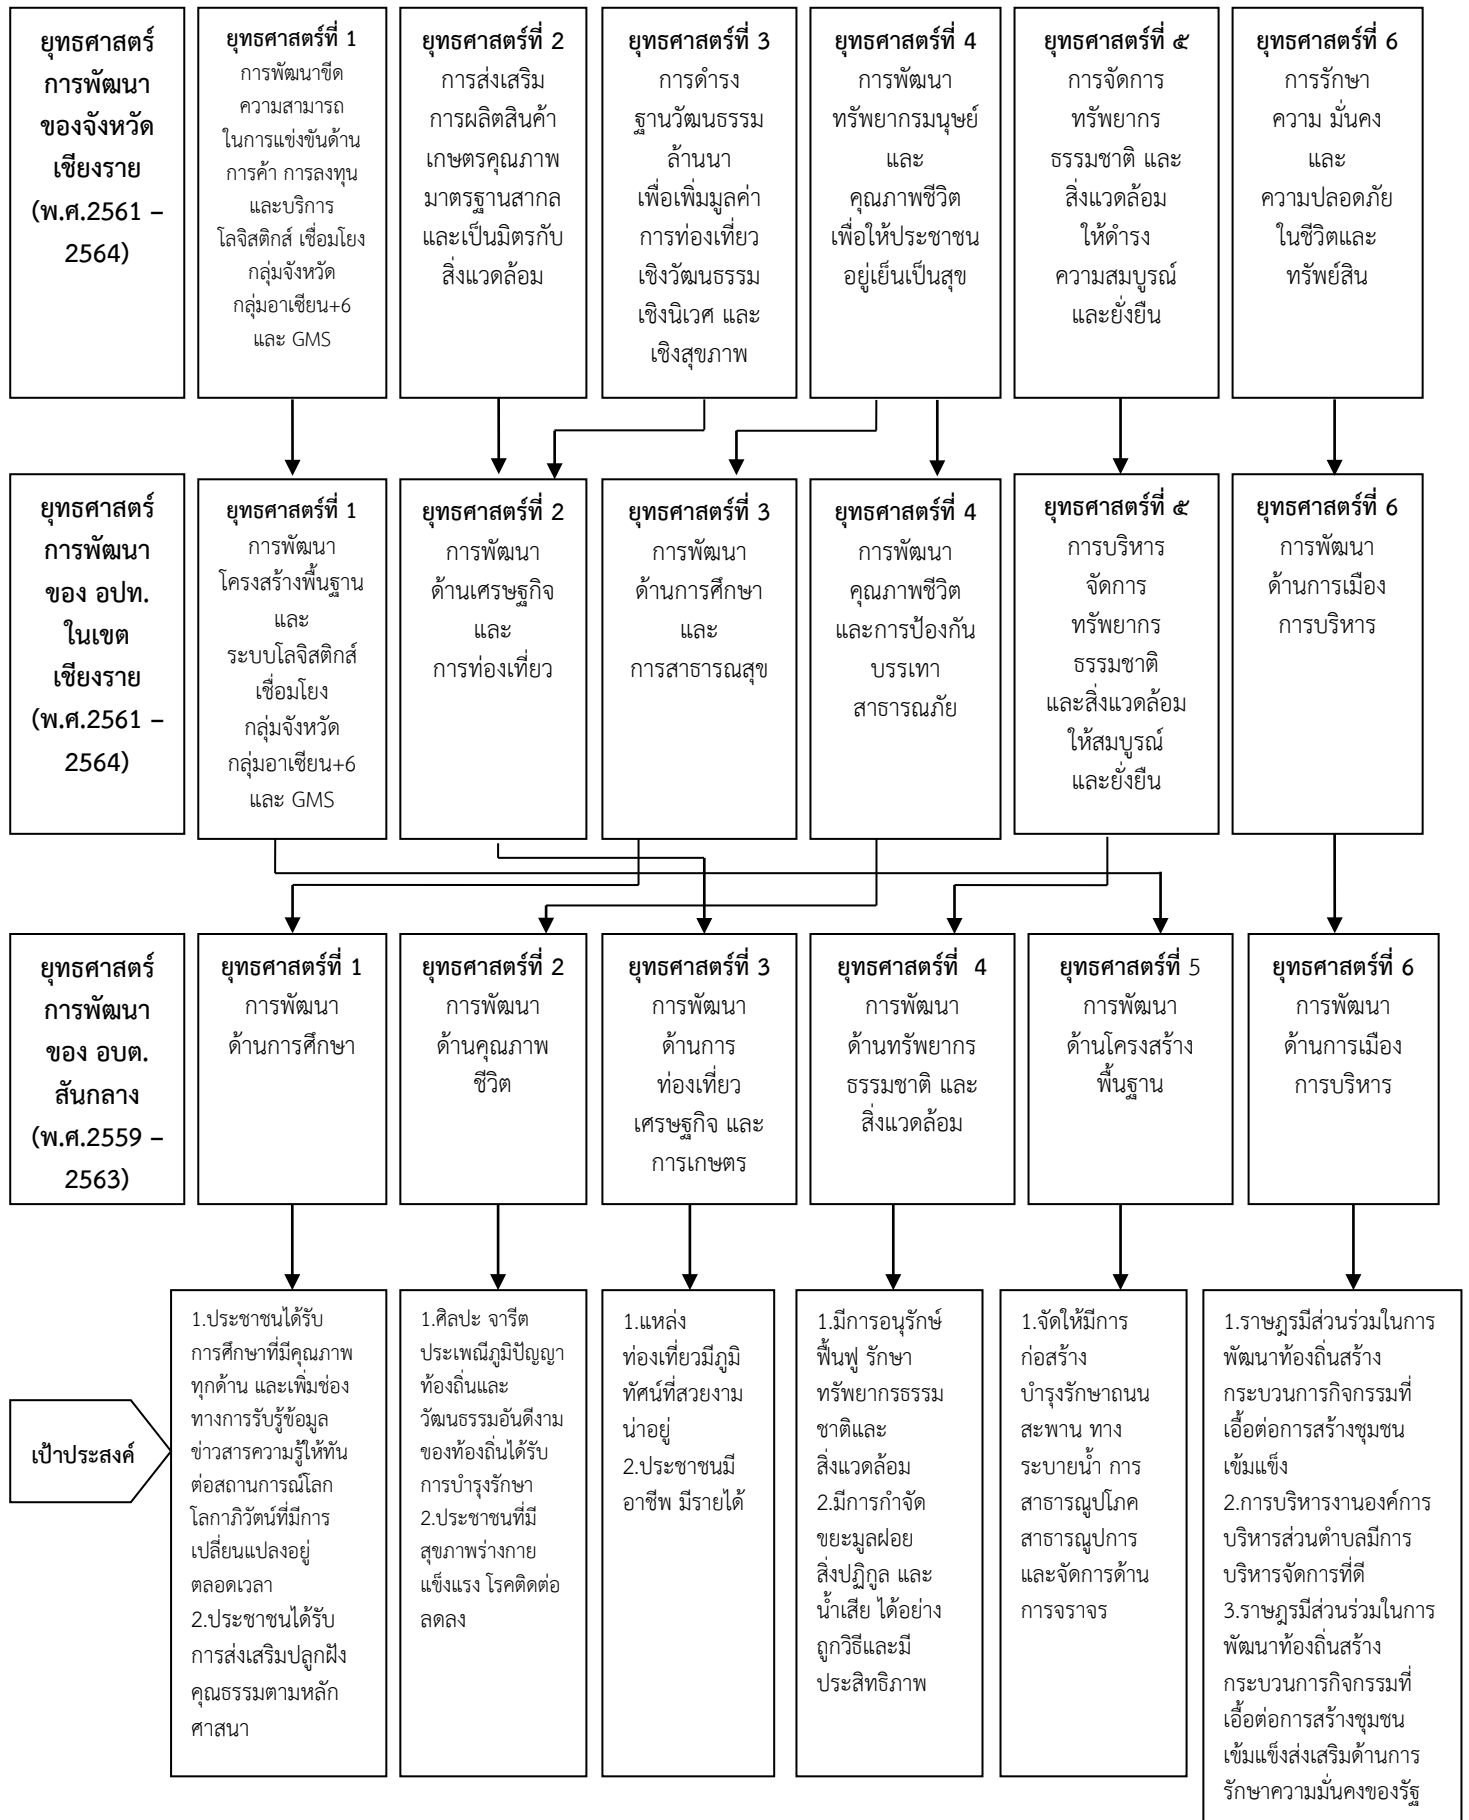 ยุทธศาสตร์
การพัฒนา
ของจังหวัด
เชียงราย
(พ.ศ.2561 –
2564)
ยุทธศาสตร์ที่ 1
การพัฒนาขีด
ความสามารถ
ในการแข่งขันด้าน
การค้า การลงทุน
และบริการ
โลจิสติกส์ เชื่อมโยง
กลุ่มจังหวัด
กลุ่มอาเซียน+6
และ GMS
ยุทธศาสตร์ที่ 2
การส่งเสริม
การผลิตสินค้า
เกษตรคุณภาพ
มาตรฐานสากล
และเป็นมิตรกับ
สิ่งแวดล้อม
ยุทธศาสตร์ที่ 3
การดำรง
ฐานวัฒนธรรม
ล้านนา
เพื่อเพิ่มมูลค่า
การท่องเที่ยว
เชิงวัฒนธรรม
เชิงนิเวศ และ
เชิงสุขภาพ
ยุทธศาสตร์ที่ 4
การพัฒนา
ทรัพยากรมนุษย์
และ
คุณภาพชีวิต
เพื่อให้ประชาชน
อยู่เย็นเป็นสุข
ยุทธศาสตร์ที่ ๕
การจัดการ
ทรัพยากร
ธรรมชาติ และ
สิ่งแวดล้อม
ให้ดำรง
ความสมบูรณ์
และยั่งยืน
ยุทธศาสตร์ที่ 6
การรักษา
ความ มั่นคง
และ
ความปลอดภัย
ในชีวิตและ
ทรัพย์สิน
ยุทธศาสตร์
การพัฒนา
ของ อปท.
ในเขต
เชียงราย
(พ.ศ.2561 –
2564)
ยุทธศาสตร์ที่ 1
การพัฒนา
โครงสร้างพื้นฐาน
และ
ระบบโลจิสติกส์
เชื่อมโยง
กลุ่มจังหวัด
กลุ่มอาเซียน+6
และ GMS
ยุทธศาสตร์ที่ 2
การพัฒนา
ด้านเศรษฐกิจ
และ
การท่องเที่ยว
ยุทธศาสตร์ที่ 3
การพัฒนา
ด้านการศึกษา
และ
การสาธารณสุข
ยุทธศาสตร์ที่ 4
การพัฒนา
คุณภาพชีวิต
และการป้องกัน
บรรเทา
สาธารณภัย
ยุทธศาสตร์ที่ ๕
การบริหาร
จัดการ
ทรัพยากร
ธรรมชาติ
และสิ่งแวดล้อม
ให้สมบูรณ์
และยั่งยืน
ยุทธศาสตร์ที่ 6
การพัฒนา
ด้านการเมือง
การบริหาร
ยุทธศาสตร์
การพัฒนา
ของ อบต.
สันกลาง
(พ.ศ.2559 –
2563)
ยุทธศาสตร์ที่ 1
การพัฒนา
ด้านการศึกษา
ยุทธศาสตร์ที่ 2
การพัฒนา
ด้านคุณภาพ
ชีวิต
ยุทธศาสตร์ที่ 3
การพัฒนา
ด้านการ
ท่องเที่ยว
เศรษฐกิจ และ
การเกษตร
ยุทธศาสตร์ที่ 4
การพัฒนา
ด้านทรัพยากร
ธรรมชาติ และ
สิ่งแวดล้อม
ยุทธศาสตร์ที่ 5
การพัฒนา
ด้านโครงสร้าง
พื้นฐาน
ยุทธศาสตร์ที่ 6
การพัฒนา
ด้านการเมือง
การบริหาร
เป้าประสงค์
1.ประชาชนได้รับ
การศึกษาที่มีคุณภาพ
ทุกด้าน และเพิ่มช่อง
ทางการรับรู้ข้อมูล
ข่าวสารความรู้ให้ทัน
ต่อสถานการณ์โลก
โลกาภิวัตน์ที่มีการ
เปลี่ยนแปลงอยู่
ตลอดเวลา
2.ประชาชนได้รับ
การส่งเสริมปลูกฝัง
คุณธรรมตามหลัก
ศาสนา
1.ศิลปะ จารีต
ประเพณีภูมิปัญญา
ท้องถิ่นและ
วัฒนธรรมอันดีงาม
ของท้องถิ่นได้รับ
การบำรุงรักษา
2.ประชาชนที่มี
สุขภาพร่างกาย
แข็งแรง โรคติดต่อ
ลดลง
1.แหล่ง
ท่องเที่ยวมีภูมิ
ทัศน์ที่สวยงาม
น่าอยู่
2.ประชาชนมี
อาชีพ มีรายได้
1.มีการอนุรักษ์
ฟื้นฟู รักษา
ทรัพยากรธรรม
ชาติและ
สิ่งแวดล้อม
2.มีการกำจัด
ขยะมูลฝอย
สิ่งปฏิกูล และ
น้ำเสีย ได้อย่าง
ถูกวิธีและมี
ประสิทธิภาพ
1.จัดให้มีการ
ก่อสร้าง
บำรุงรักษาถนน
สะพาน ทาง
ระบายน้ำ การ
สาธารณูปโภค
สาธารณูปการ
และจัดการด้าน
การจราจร
1.ราษฎรมีส่วนร่วมในการ
พัฒนาท้องถิ่นสร้าง
กระบวนการกิจกรรมที่
เอื้อต่อการสร้างชุมชน
เข้มแข็ง
2.การบริหารงานองค์การ
บริหารส่วนตำบลมีการ
บริหารจัดการที่ดี
3.ราษฎรมีส่วนร่วมในการ
พัฒนาท้องถิ่นสร้าง
กระบวนการกิจกรรมที่
เอื้อต่อการสร้างชุมชน
เข้มแข็งส่งเสริมด้านการ
รักษาความมั่นคงของรัฐ